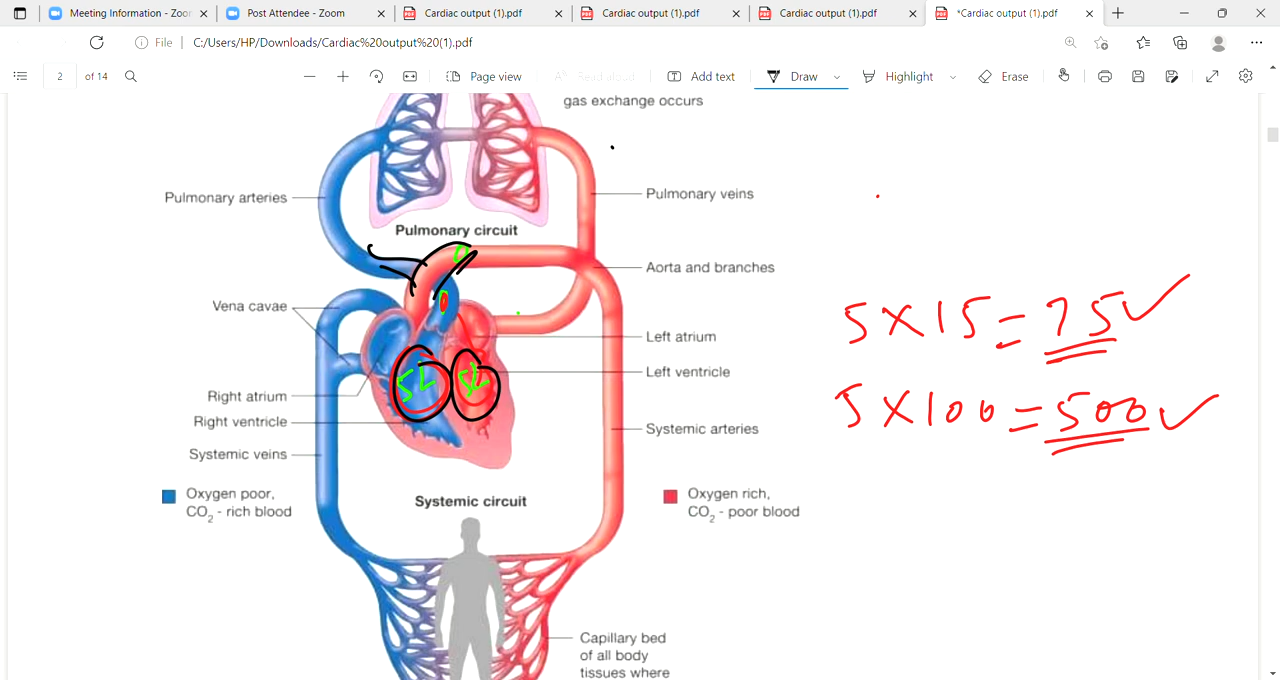 Meeting Information - Zoor
Post Attendee - Zoom
Cardiac output (1).pdf
Cardiac output (1).pdf
Cardiac output (1).pdf
*Cardiac output (1).pdf
File
C:/Users/HP/Downloads/Cardiac%20output%20(1).pdf
2 of 14
Page view
Read aloud
Add text
Draw
Highlight
Erase
gas exchange occurs
Pulmonary arteries
Pulmonary veins
Pulmonary circuit
Aorta and branches
Vena cavae
Left atrium
Left ventricle
5L
5L
Right atrium
Right ventricle
Systemic arteries
Systemic veins
Oxygen poor,
CO2 - rich blood
Systemic circuit
Oxygen rich,
CO2 - poor blood
Capillary bed
of all body
tissues where
5 X 15 = 75 ✓
5 X 100 = 500 ✓